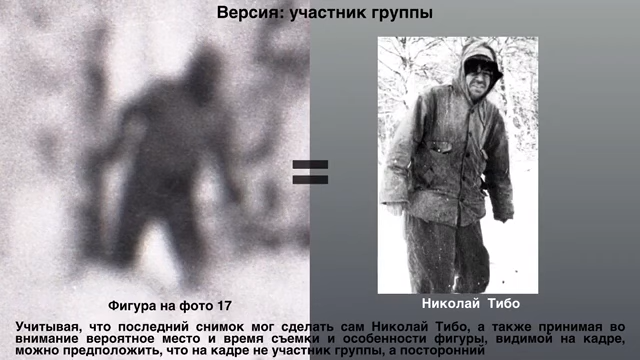 Версия: участник группы
=
Фигура на фото 17
Николай Тибо
Учитывая, что последний снимок мог сделать сам Николай Тибо, а также принимая во
внимание вероятное место и время съемки и особенности фигуры, видимой на кадре,
можно предположить, что на кадре не участник группы, а посторонний